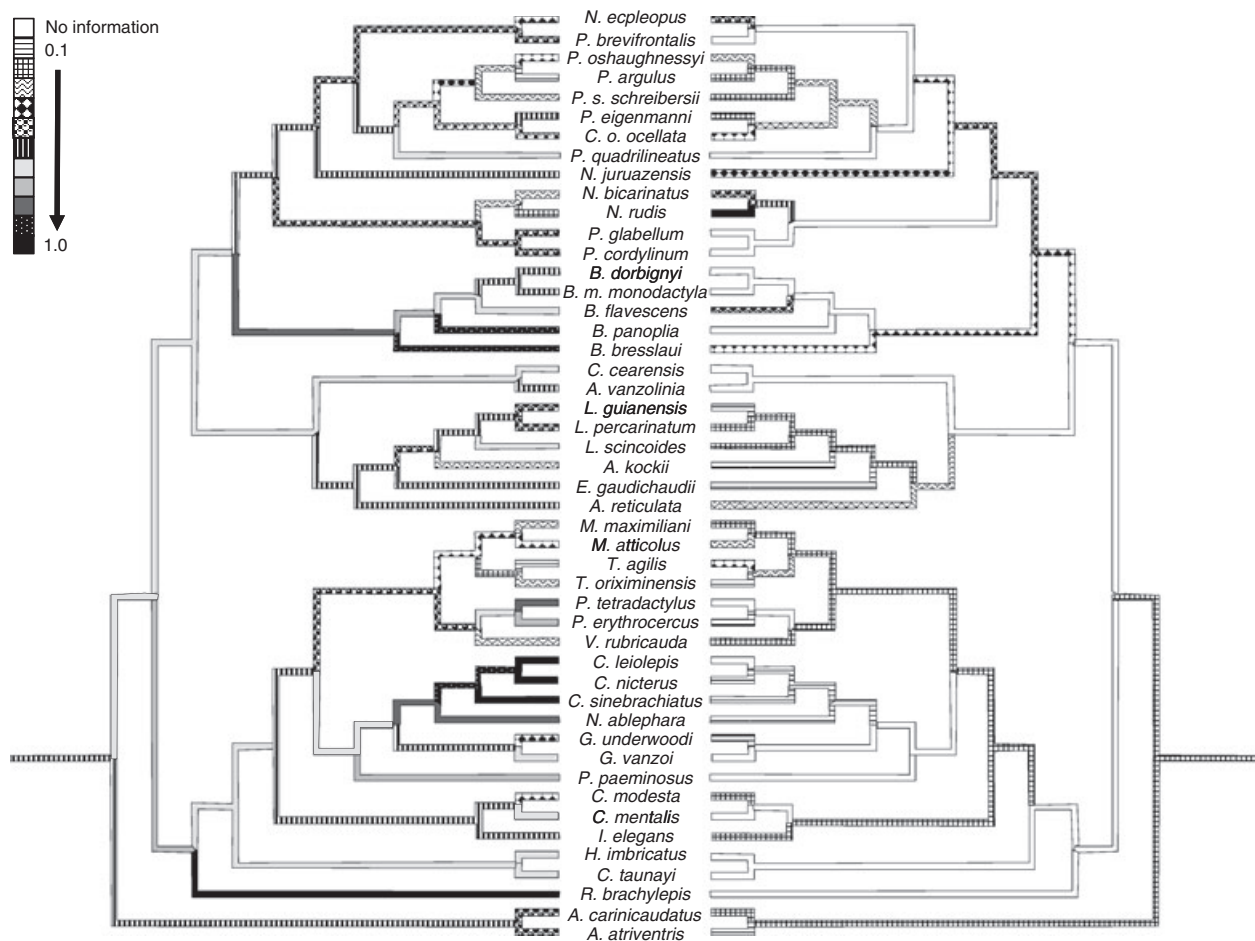 No information
0.1
1.0
N. ecpleopus
P. brevifrontalis
P. oshaughnessyi
P. argulus
P. s. schreibersii
P. eigenmanni
C. o. ocellata
P. quadrilineatus
N. juruazensis
N. bicarinatus
N. rudis
P. glabellum
P. cordylinum
B. dorbignyi
B. m. monodactyla
B. flavescens
B. panoplia
B. bresslaui
C. cearensis
A. vanzolinia
L. guianensis
L. percarinatum
L. scincoides
A. kockii
E. gaudichaudii
A. reticulata
M. maximiliani
M. atticolus
T. agilis
T. oriximinensis
P. tetradactylus
P. erythrocercus
V. rubricauda
C. leiolepis
C. nicterus
C. sinebrachiatus
N. ablephara
G. underwoodi
G. vanzoi
P. paeminosus
C. modesta
C. mentalis
I. elegans
H. imbricatus
C. taunayi
R. brachylepis
A. carinicaudatus
A. atriventris